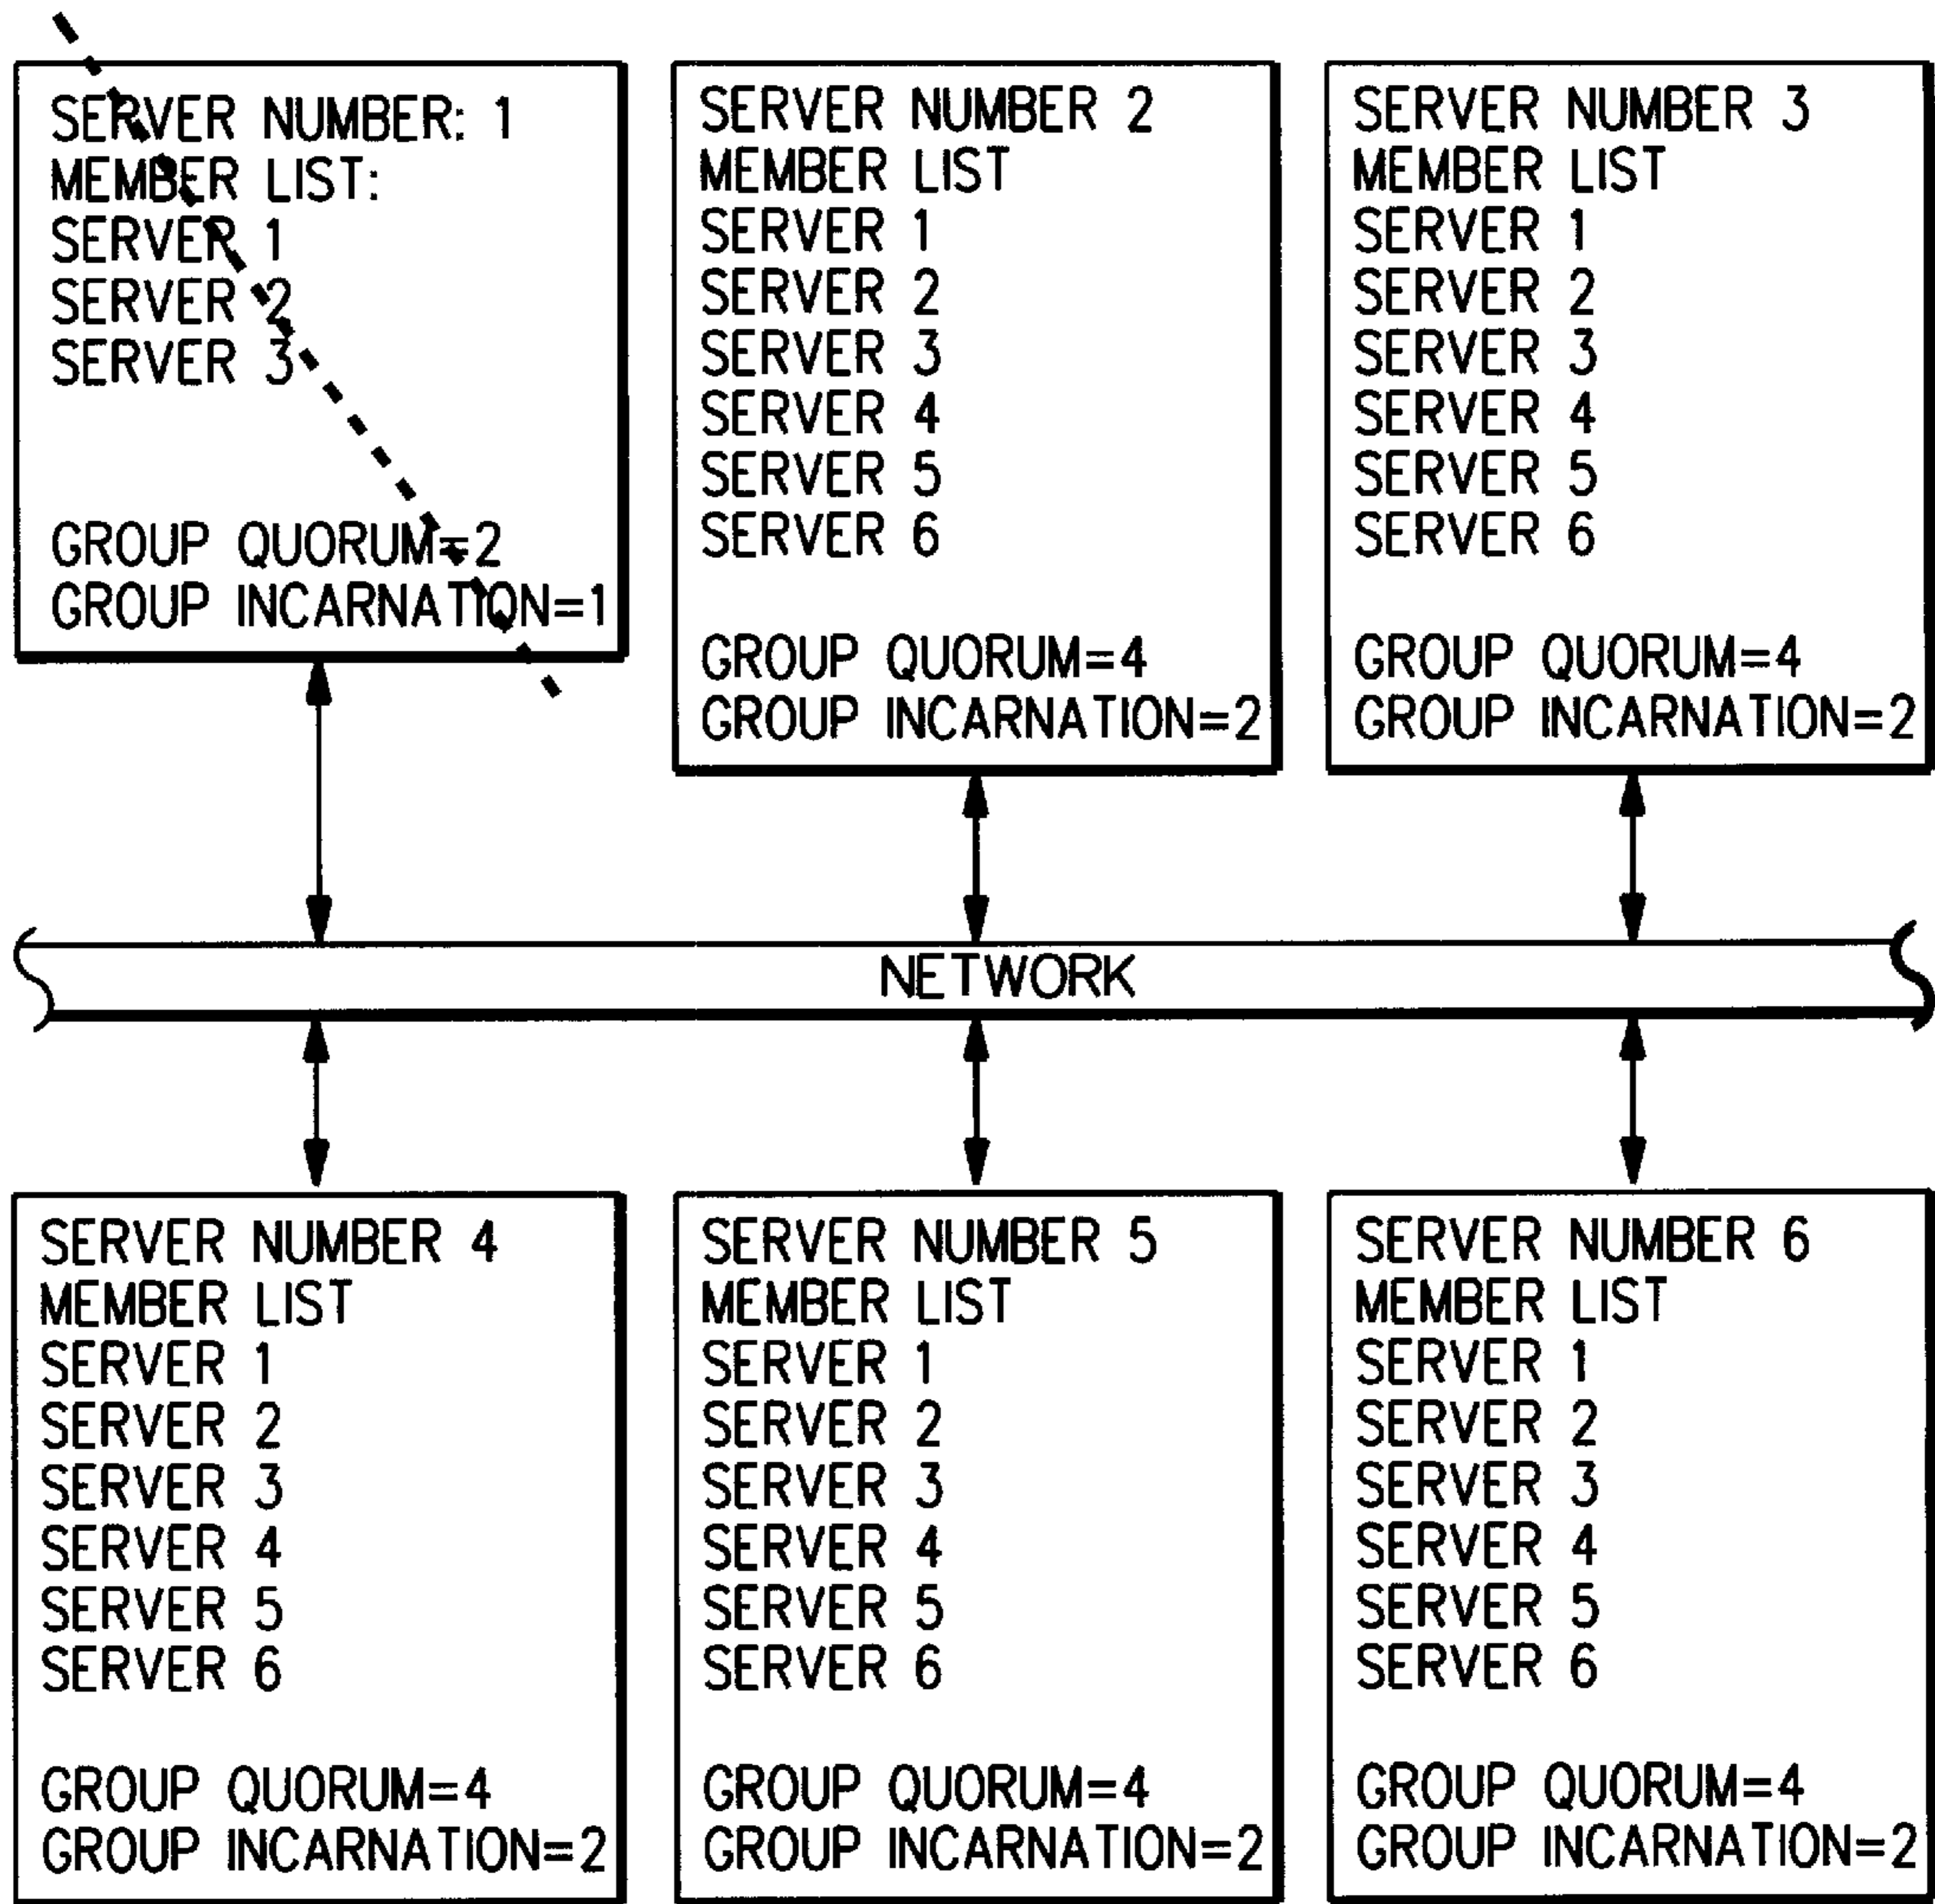 SERVER NUMBER: 1
MEMBER LIST:
SERVER 1
SERVER 2
SERVER 3
GROUP QUORUM=2
GROUP INCARNATION=1
SERVER NUMBER 2
MEMBER LIST
SERVER 1
SERVER 2
SERVER 3
SERVER 4
SERVER 5
SERVER 6
GROUP QUORUM=4
GROUP INCARNATION=2
SERVER NUMBER 3
MEMBER LIST
SERVER 1
SERVER 2
SERVER 3
SERVER 4
SERVER 5
SERVER 6
GROUP QUORUM=4
GROUP INCARNATION=2
NETWORK
SERVER NUMBER 4
MEMBER LIST
SERVER 1
SERVER 2
SERVER 3
SERVER 4
SERVER 5
SERVER 6
GROUP QUORUM=4
GROUP INCARNATION=2
SERVER NUMBER 5
MEMBER LIST
SERVER 1
SERVER 2
SERVER 3
SERVER 4
SERVER 5
SERVER 6
GROUP QUORUM=4
GROUP INCARNATION=2
SERVER NUMBER 6
MEMBER LIST
SERVER 1
SERVER 2
SERVER 3
SERVER 4
SERVER 5
SERVER 6
GROUP QUORUM=4
GROUP INCARNATION=2